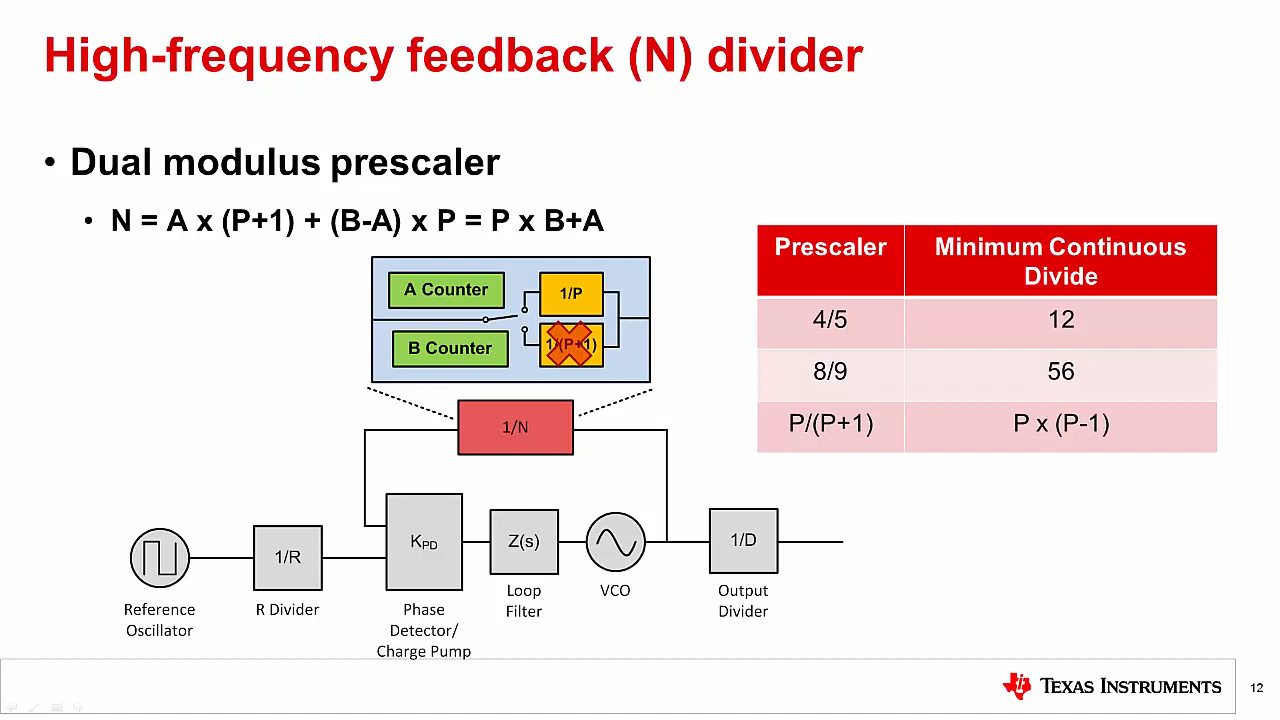 High-frequency feedback (N) divider
• Dual modulus prescaler
• N = A x (P+1) + (B-A) x P = P x B+A
Prescaler
Minimum Continuous
Divide
4/5
12
8/9
56
P/(P+1)
P x (P-1)
A Counter
1/P
B Counter
1/(P+1)
1/N
1/R
KPD
Z(s)
1/D
Reference
Oscillator
R Divider
Phase
Detector/
Charge Pump
Loop
Filter
VCO
Output
Divider
TEXAS INSTRUMENTS
12